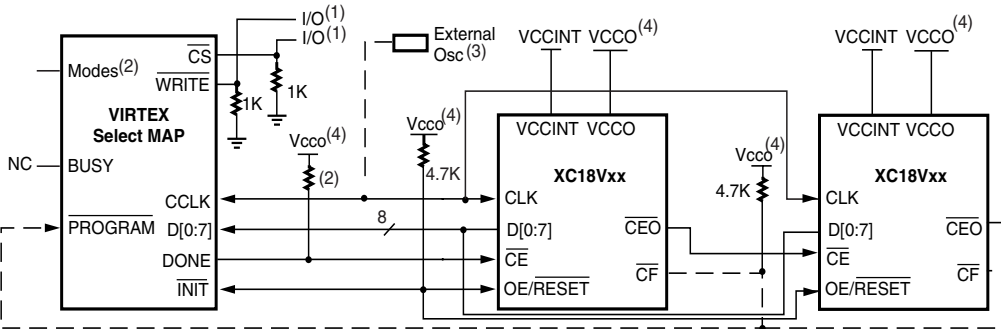 I/O(1)
I/O(1)
External
Osc(3)
VCCINT VCCO(4)
VCCINT VCCO(4)
CS
Modes(2)
WRITE
1K
1K
VIRTEX
Select MAP
Vcco(4)
Vcco(4)
VCCINT VCCO
VCCINT VCCO
NC
BUSY
(2)
4.7K
XC18Vxx
Vcco(4)
4.7K
XC18Vxx
CCLK
CLK
CLK
PROGRAM
D[0:7]
8
D[0:7]
CEO
D[0:7]
CEO
DONE
CE
CF
CE
CF
INIT
OE/RESET
OE/RESET